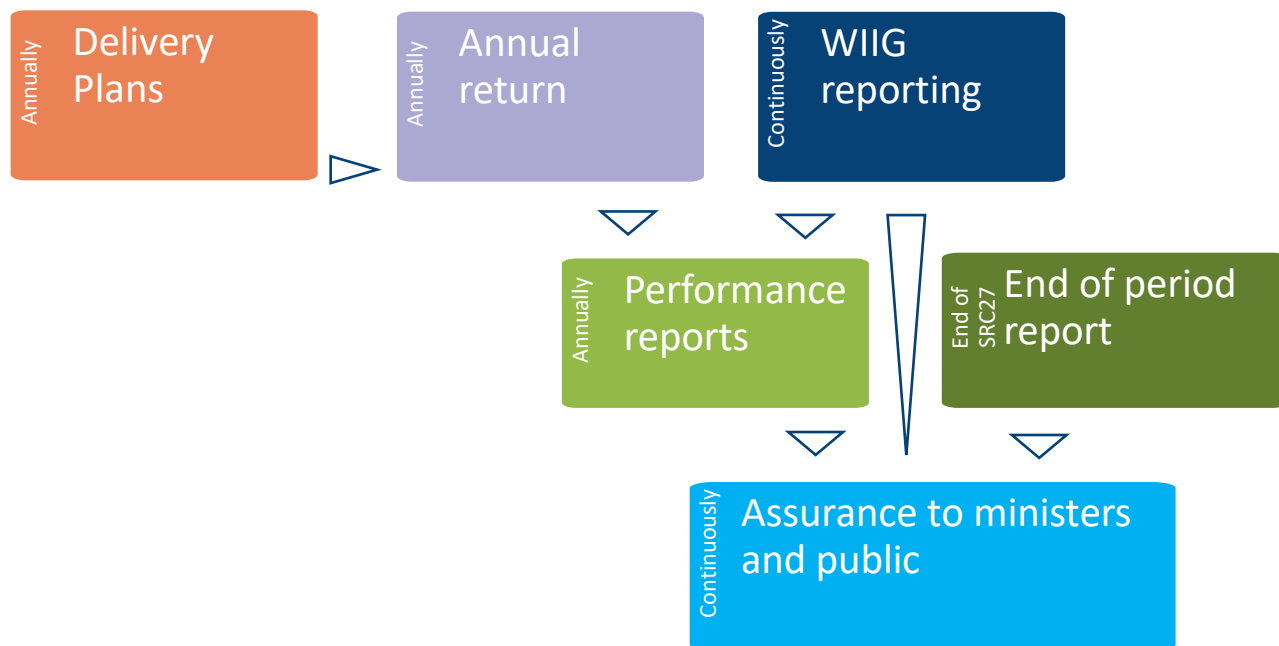 Annually
Delivery
Plans
Annually
Annual
return
Continuously
WIIG
reporting
Annually
Performance
reports
End of
SRC27
End of period
report
Continuously
Assurance to ministers
and public